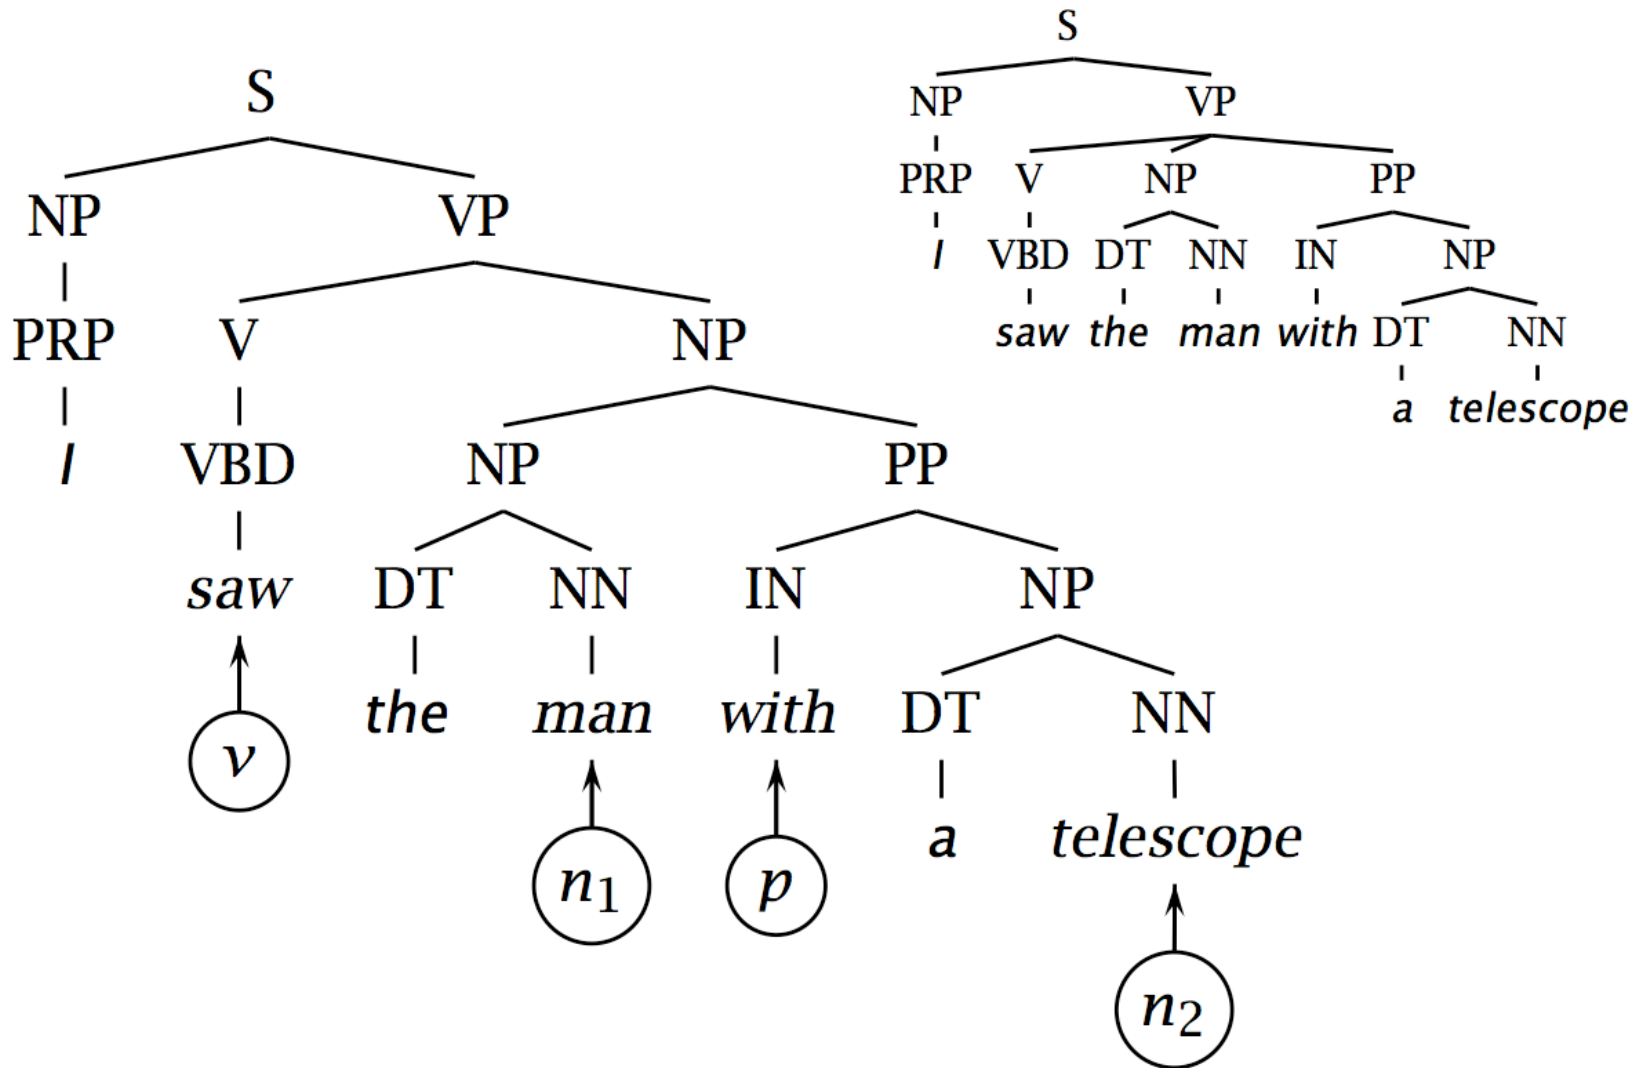 S
NP VP
PRP V NP
I VBD NP PP
saw DT NN IN NP
the man with DT NN
v
a telescope
n1 p
n2
S
NP VP
PRP V NP PP
I VBD DT NN IN NP
saw the man with DT NN
a telescope